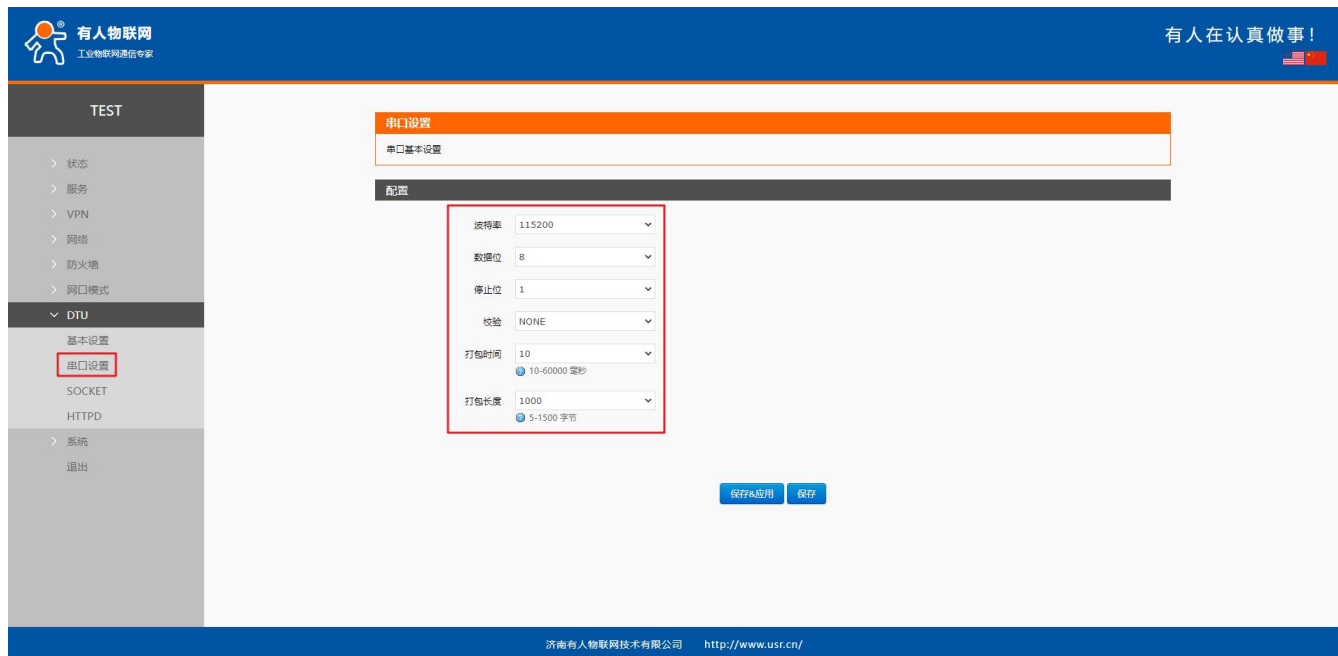 有人物联网
工业物联网通信专家
有人在认真做事!
TEST
状态
服务
VPN
网络
防火墙
网口模式
DTU
基本设置
串口设置
SOCKET
HTTPD
系统
退出
串口设置
串口基本设置
配置
波特率 115200
数据位 8
停止位 1
校验 NONE
打包时间 10
10-60000 毫秒
打包长度 1000
5-1500 字节
保存&应用 保存
济南有人物联网技术有限公司 http://www.usr.cn/